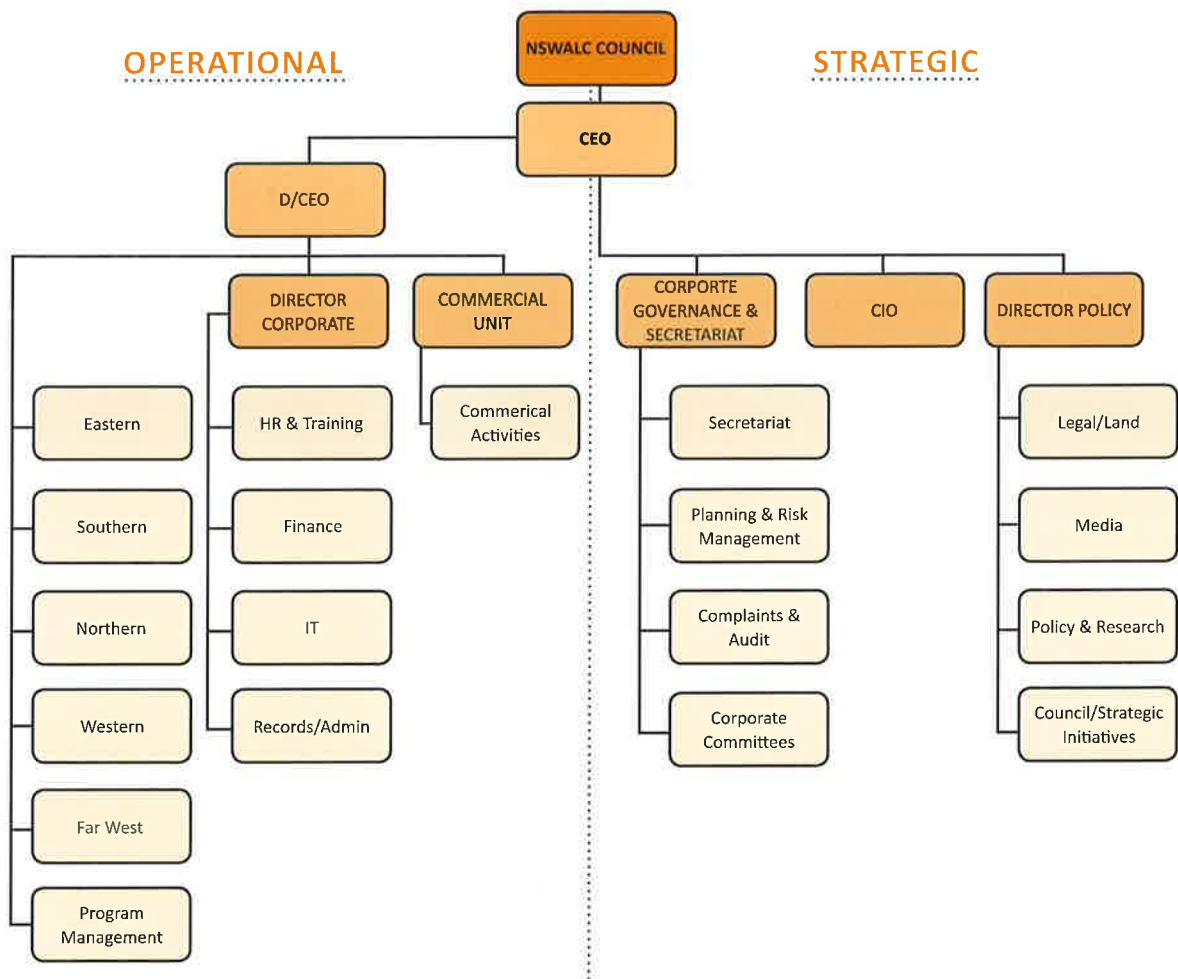 OPERATIONAL
NSWALC COUNCIL
STRATEGIC
CEO
D/CEO
DIRECTOR
CORPORATE
COMMERCIAL
UNIT
CORPORTE
GOVERNANCE &
SECRETARIAT
CIO
DIRECTOR POLICY
Eastern
Southern
Northern
Western
Far West
Program
Management
HR & Training
Finance
IT
Records/Admin
Commerical
Activities
Secretariat
Planning & Risk
Management
Complaints &
Audit
Corporate
Committees
Legal/Land
Media
Policy & Research
Council/Strategic
Initiatives